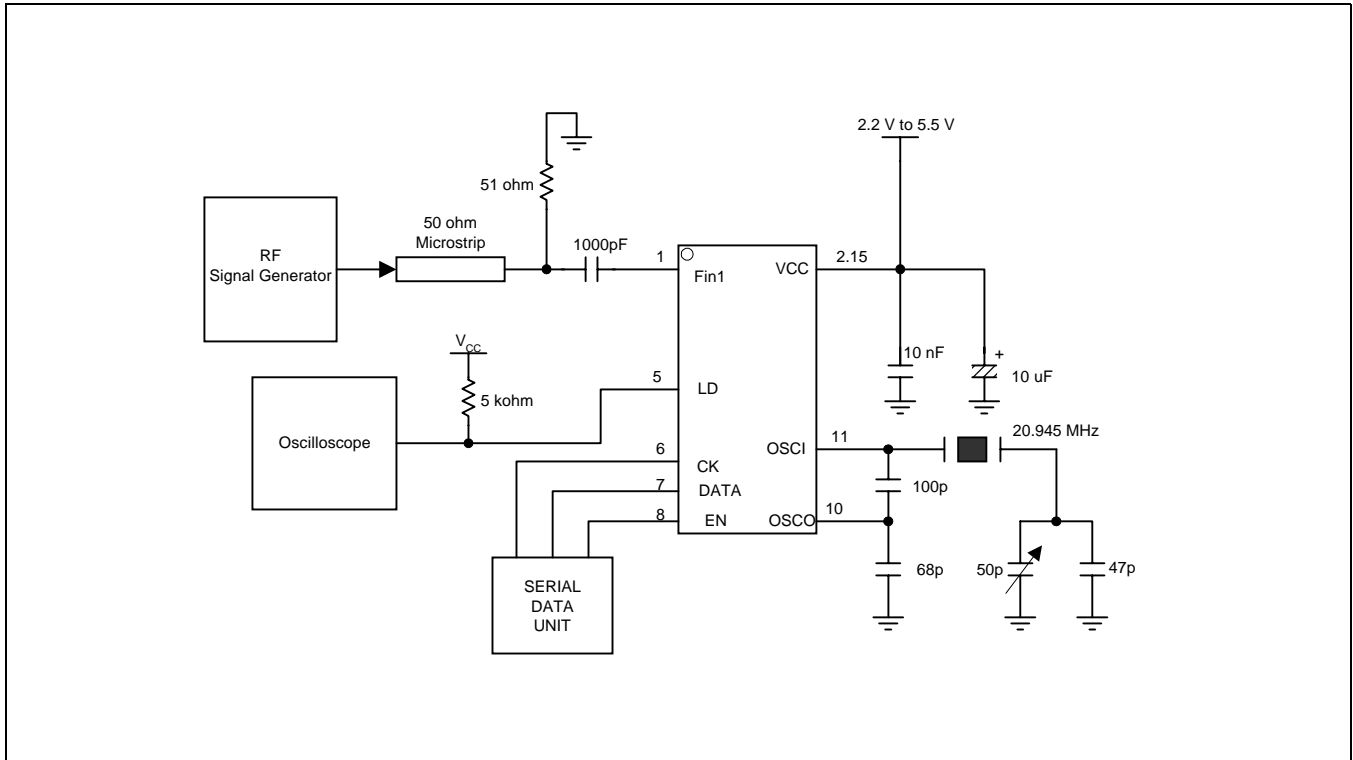 2.2 V to 5.5 V
51 ohm
50 ohm
Microstrip
RF
Signal Generator
1000pF
1
Fin1
VCC
2.15
VCC
5 kohm
10 nF
+
10 uF
Oscilloscope
5
LD
6
CK
7
DATA
8
EN
OSCI
11
20.945 MHz
100p
OSCO
10
68p
50p
47p
SERIAL
DATA
UNIT